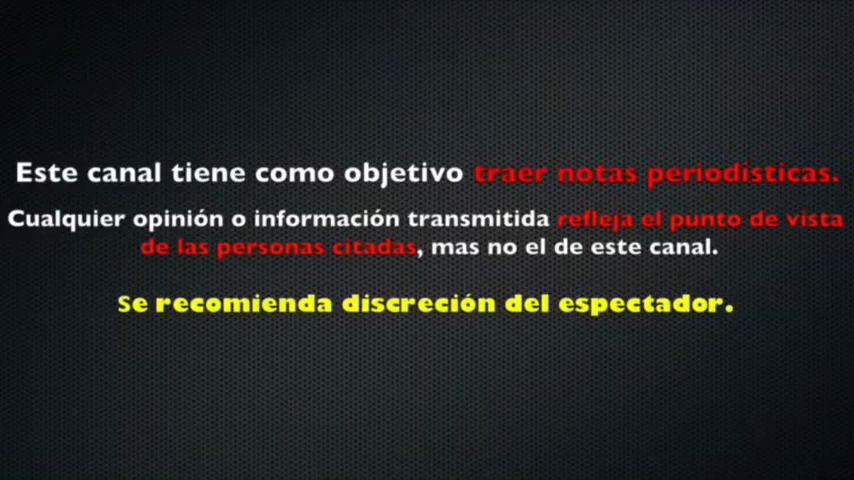 Este canal tiene como objetivo traer notas periodisticas.
Cualquier opinión o información transmitida refleja el punto de vista
de las personas citadas, mas no el de este canal.
Se recomienda discreción del espectador.